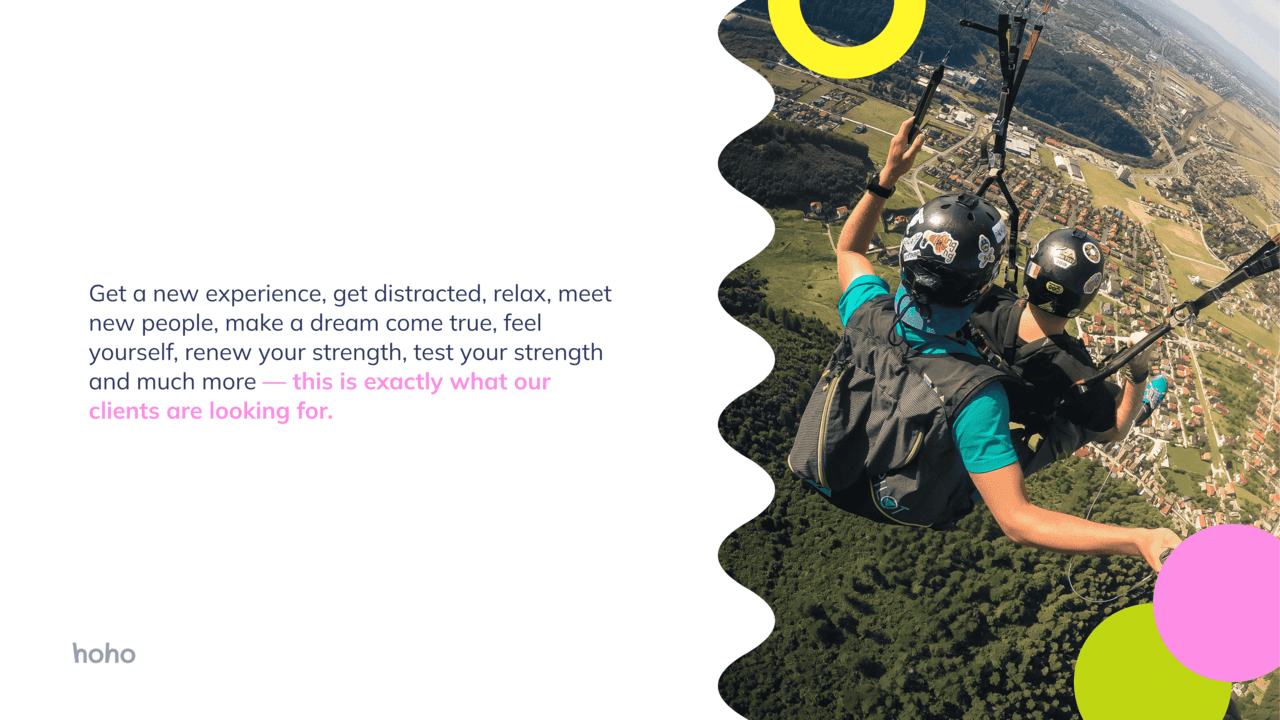 Get a new experience, get distracted, relax, meet
new people, make a dream come true, feel
yourself, renew your strength, test your strength
and much more — this is exactly what our
clients are looking for.
hoho